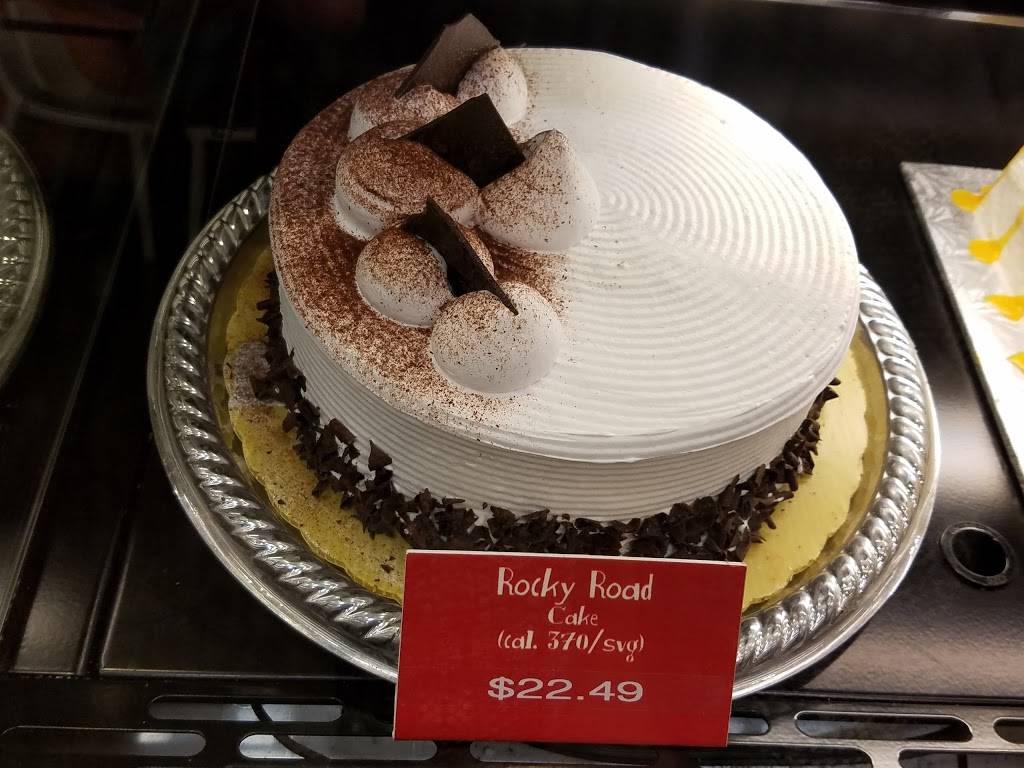 Rocky Road
Cake
(cal. 370/svg)
$22.49